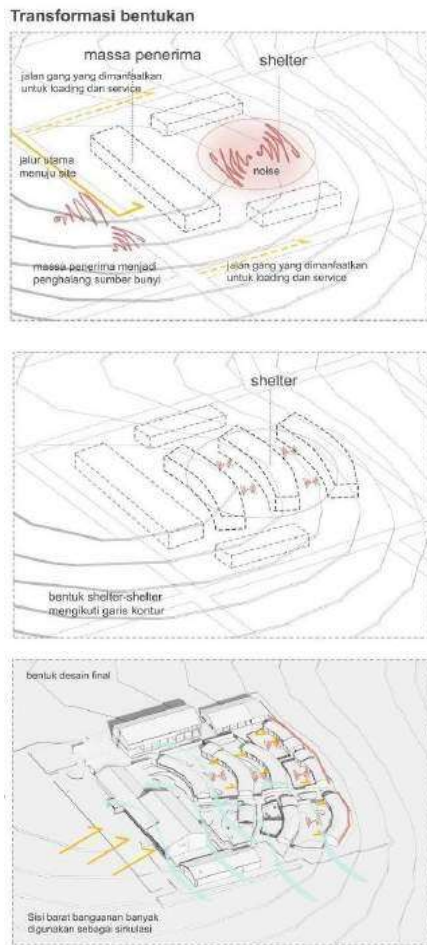 Transformasi bentukan
massa penerima
shelter
jalan gang yang dimanfaatkan
untuk loading dan service
jalur utama
menuju site
noise
massa penerima menjadi
penghalang sumber bunyi
jalan gang yang dimanfaatkan
untuk loading dan service
shelter
bentuk shelter-shelter
mengikuti garis kontur
bentuk desain final
Sisi barat banguanan banyak
digunakan sebagai sirkulasi